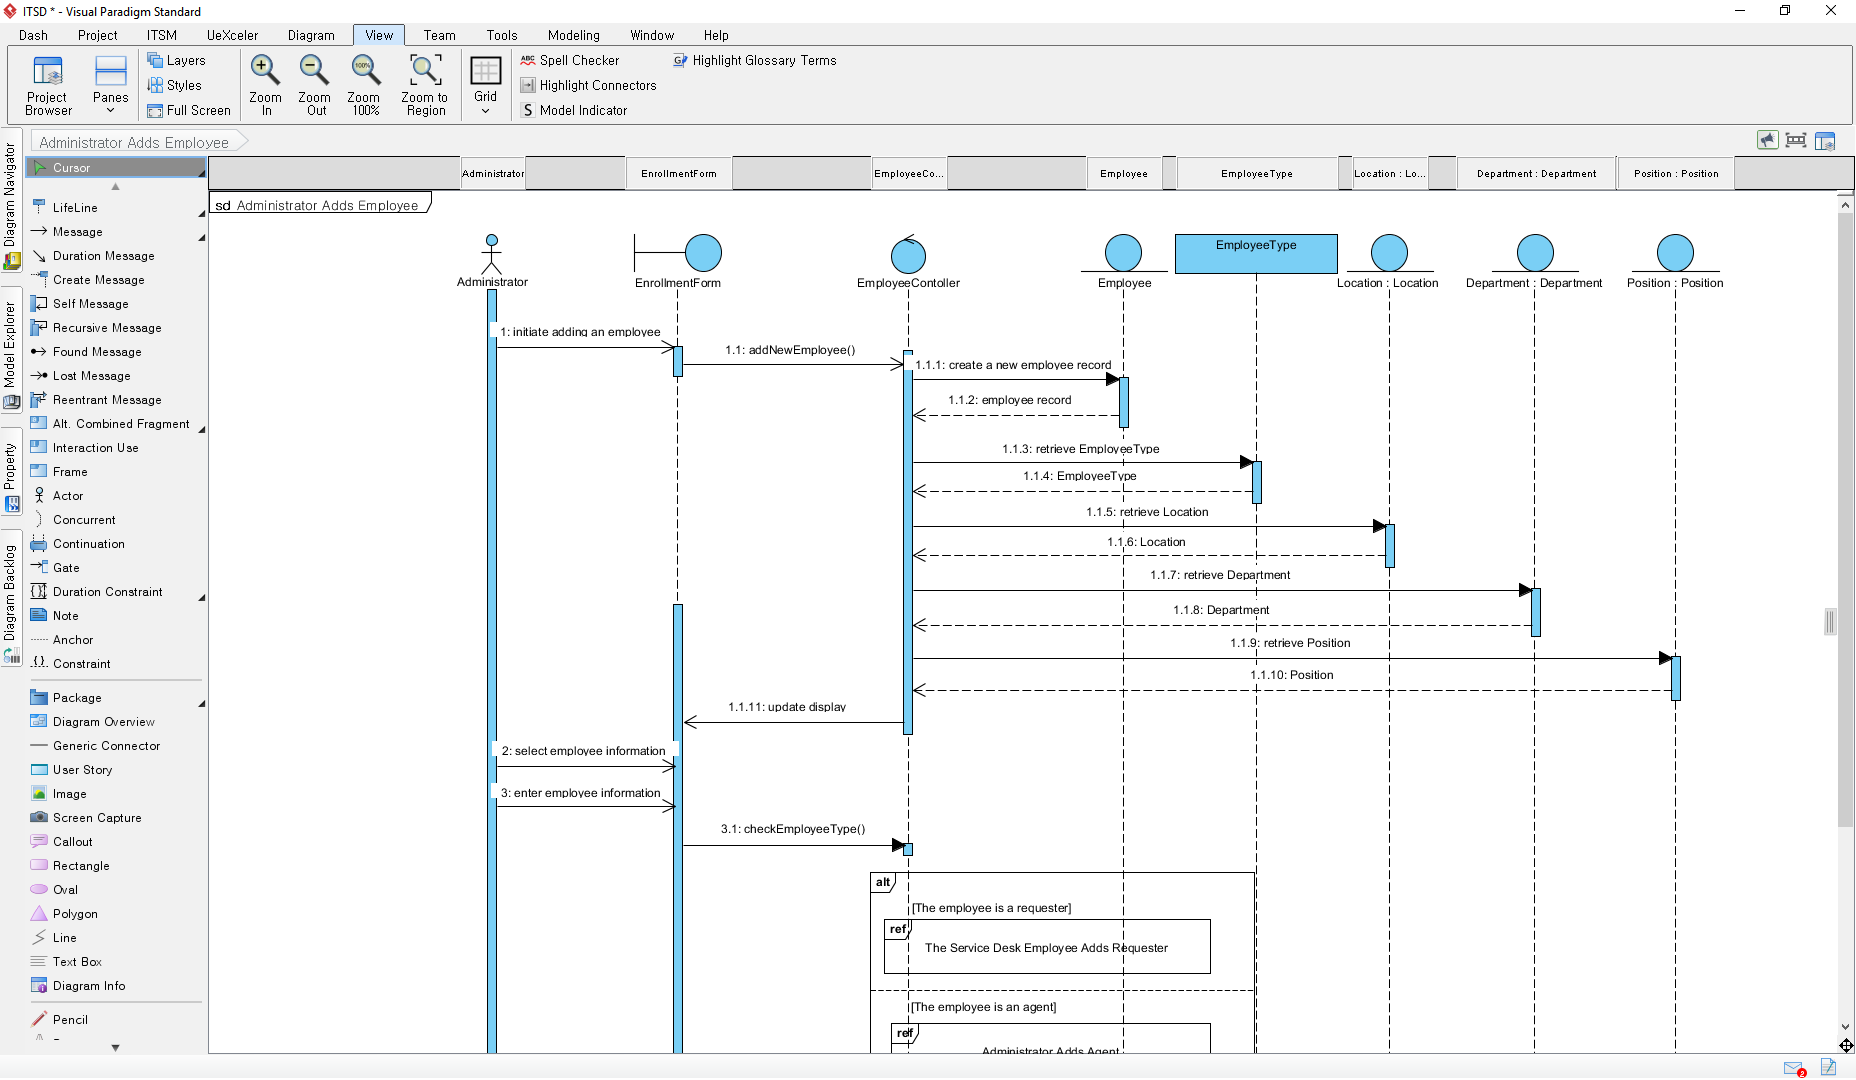 ITSD * - Visual Paradigm Standard
Dash Project ITSM UeXceler Diagram View Team Tools Modeling Window Help
Project Browser
Panes
Layers
Styles
Full Screen
Zoom In
Zoom Out
100%
Zoom 100%
Zoom to Region
Grid
ABC Spell Checker
Highlight Connectors
S Model Indicator
Highlight Glossary Terms
Administrator Adds Employee
Diagram Navigator
Model Explorer
Property
Diagram Backlog
Cursor
LifeLine
Message
Duration Message
Create Message
Self Message
Recursive Message
Found Message
Lost Message
Reentrant Message
Alt. Combined Fragment
Interaction Use
Frame
Actor
Concurrent
Continuation
Gate
Duration Constraint
Note
Anchor
Constraint
Package
Diagram Overview
Generic Connector
User Story
Image
Screen Capture
Callout
Rectangle
Oval
Polygon
Line
Text Box
Diagram Info
Pencil
Administrator EnrollmentForm EmployeeCo... Employee EmployeeType Location : Lo... Department : Department Position : Position
sd Administrator Adds Employee
Administrator
EnrollmentForm
EmployeeContoller
Employee
EmployeeType
Location : Location
Department : Department
Position : Position
1: initiate adding an employee
1.1: addNewEmployee()
1.1.1: create a new employee record
1.1.2: employee record
1.1.3: retrieve EmployeeType
1.1.4: EmployeeType
1.1.5: retrieve Location
1.1.6: Location
1.1.7: retrieve Department
1.1.8: Department
1.1.9: retrieve Position
1.1.10: Position
1.1.11: update display
2: select employee information
3: enter employee information
3.1: checkEmployeeType()
alt
[The employee is a requester]
ref
The Service Desk Employee Adds Requester
[The employee is an agent]
ref
Administrator Adds Agent
2